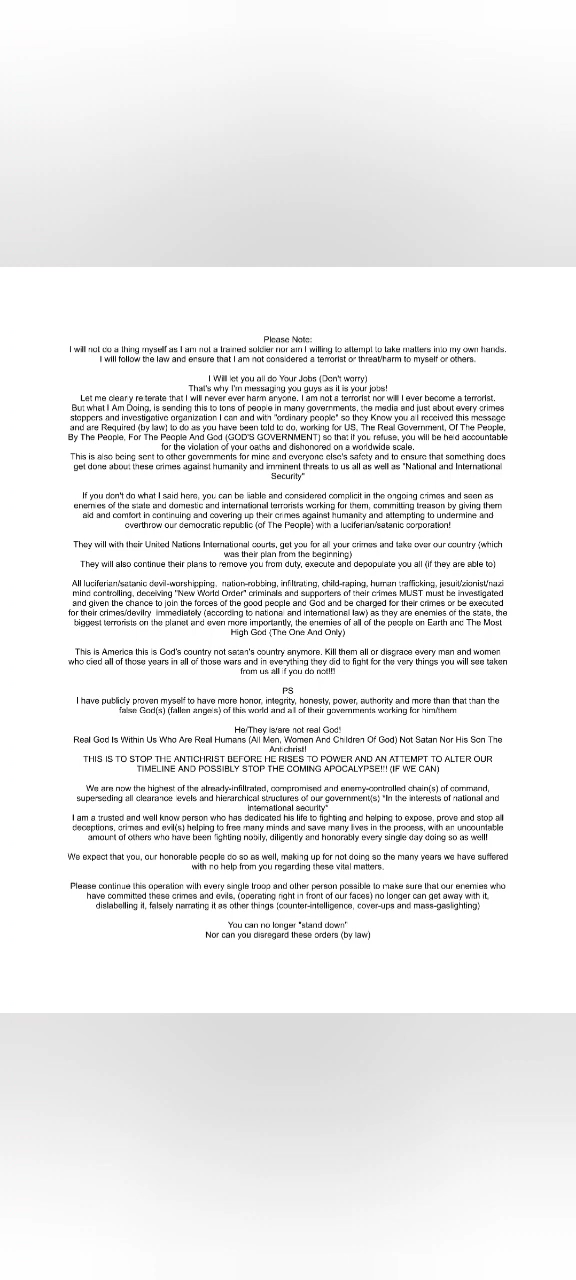 Please Note:
I will not do a thing myself as I am not a trained soldier nor am I willing to attempt to take matters into my own hands.
I will follow the law and ensure that I am not considered a terrorist or threat/harm to myself or others.
I Will let you all do Your Jobs (Don't worry)
That's why I'm messaging you guys as it is your jobs!
Let me clearly reiterate that I will never ever harm anyone. I am not a terrorist nor will I ever become a terrorist.
But what I Am Doing, is sending this to tons of people in many governments, the media and just about every crimes
stoppers and investigative organization I can and with "ordinary people" so they Know you all received this message
and are Required (by law) to do as you have been told to do, working for US, The Real Government, Of The People,
By The People, For The People And God (GOD'S GOVERNMENT) so that if you refuse, you will be held accountable
for the violation of your oaths and dishonored on a worldwide scale.
This is also being sent to other governments for mine and everyone else's safety and to ensure that something does
get done about these crimes against humanity and imminent threats to us all as well as "National and International
Security"
If you don't do what I said here, you can be liable and considered complicit in the ongoing crimes and seen as
enemies of the state and domestic and international terrorists working for them, committing treason by giving them
aid and comfort in continuing and covering up their crimes against humanity and attempting to undermine and
overthrow our democratic republic (of The People) with a luciferian/satanic corporation!
They will with their United Nations International courts, get you for all your crimes and take over our country (which
was their plan from the beginning)
They will also continue their plans to remove you from duty, execute and depopulate you all (if they are able to)
All luciferian/satanic devil-worshipping, nation-robbing, infiltrating, child-raping, human trafficking, jesuit/zionist/nazi
mind controlling, deceiving "New World Order" criminals and supporters of their crimes MUST must be investigated
and given the chance to join the forces of the good people and God and be charged for their crimes or be executed
for their crimes/devilry immediately (according to national and international law) as they are enemies of the state, the
biggest terrorists on the planet and even more importantly, the enemies of all of the people on Earth and The Most
High God (The One And Only)
This is America this is God's country not satan's country anymore. Kill them all or disgrace every man and women
who died all of those years in all of those wars and in everything they did to fight for the very things you will see taken
from us all if you do not!!!
PS
I have publicly proven myself to have more honor, integrity, honesty, power, authority and more than that than the
false God(s) (fallen angels) of this world and all of their governments working for him/them
He/They is/are not real God!
Real God Is Within Us Who Are Real Humans (All Men, Women And Children Of God) Not Satan Nor His Son The
Antichrist!
THIS IS TO STOP THE ANTICHRIST BEFORE HE RISES TO POWER AND AN ATTEMPT TO ALTER OUR
TIMELINE AND POSSIBLY STOP THE COMING APOCALYPSE!!! (IF WE CAN)
We are now the highest of the already-infiltrated, compromised and enemy-controlled chain(s) of command,
superseding all clearance levels and hierarchical structures of our government(s) *In the interests of national and
international security*
I am a trusted and well know person who has dedicated his life to fighting and helping to expose, prove and stop all
deceptions, crimes and evil(s) helping to free many minds and save many lives in the process, with an uncountable
amount of others who have been fighting nobily, diligently and honorably every single day doing so as well!
We expect that you, our honorable people do so as well, making up for not doing so the many years we have suffered
with no help from you regarding these vital matters.
Please continue this operation with every single troop and other person possible to make sure that our enemies who
have committed these crimes and evils, (operating right in front of our faces) no longer can get away with it,
dislabelling it, falsely narrating it as other things (counter-intelligence, cover-ups and mass-gaslighting)
You can no longer "stand down"
Nor can you disregard these orders (by law)